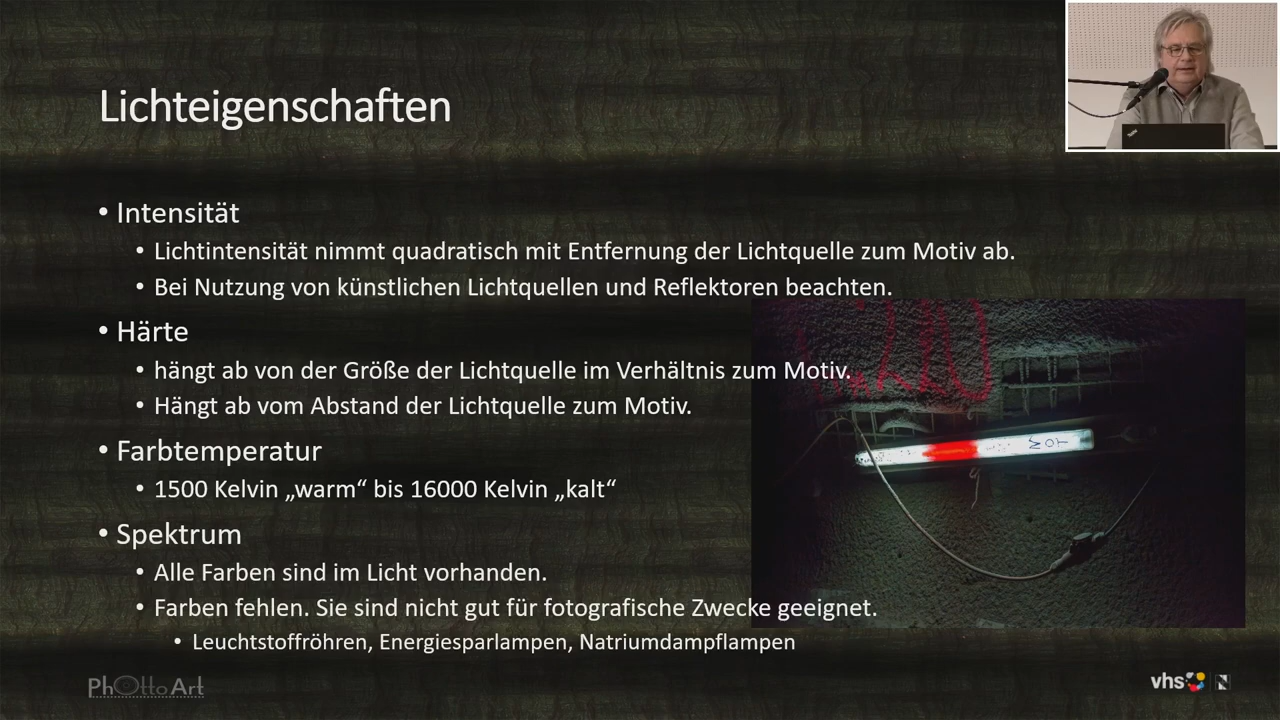 Lichteigenschaften
• Intensität
• Lichtintensität nimmt quadratisch mit Entfernung der Lichtquelle zum Motiv ab.
• Bei Nutzung von künstlichen Lichtquellen und Reflektoren beachten.
• Härte
• hängt ab von der Größe der Lichtquelle im Verhältnis zum Motiv.
• Hängt ab vom Abstand der Lichtquelle zum Motiv.
• Farbtemperatur
• 1500 Kelvin „warm“ bis 16000 Kelvin „kalt“
• Spektrum
• Alle Farben sind im Licht vorhanden.
• Farben fehlen. Sie sind nicht gut für fotografische Zwecke geeignet.
• Leuchtstoffröhren, Energiesparlampen, Natriumdampflampen
PhOttoArt
vhs